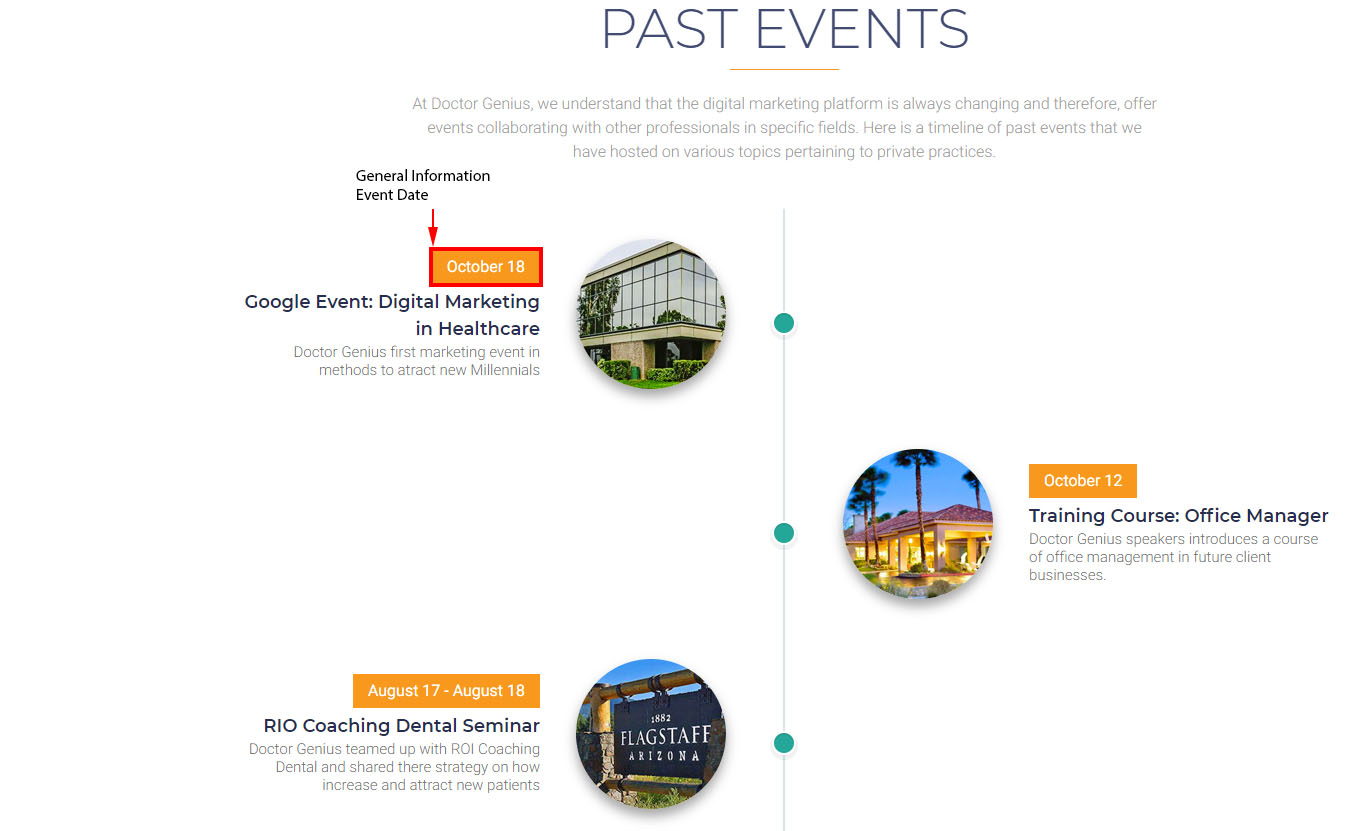 PAST EVENTS
At Doctor Genius, we understand that the digital marketing platform is always changing and therefore, offer
events collaborating with other professionals in specific fields. Here is a timeline of past events that we
have hosted on various topics pertaining to private practices.
General Information
Event Date
October 18
Google Event: Digital Marketing
in Healthcare
Doctor Genius first marketing event in
methods to atract new Millennials
October 12
Training Course: Office Manager
Doctor Genius speakers introduces a course
of office management in future client
businesses.
August 17 - August 18
RIO Coaching Dental Seminar
Doctor Genius teamed up with ROI Coaching
Dental and shared there strategy on how
increase and attract new patients
1882
FLAGSTAFF
ARIZONA